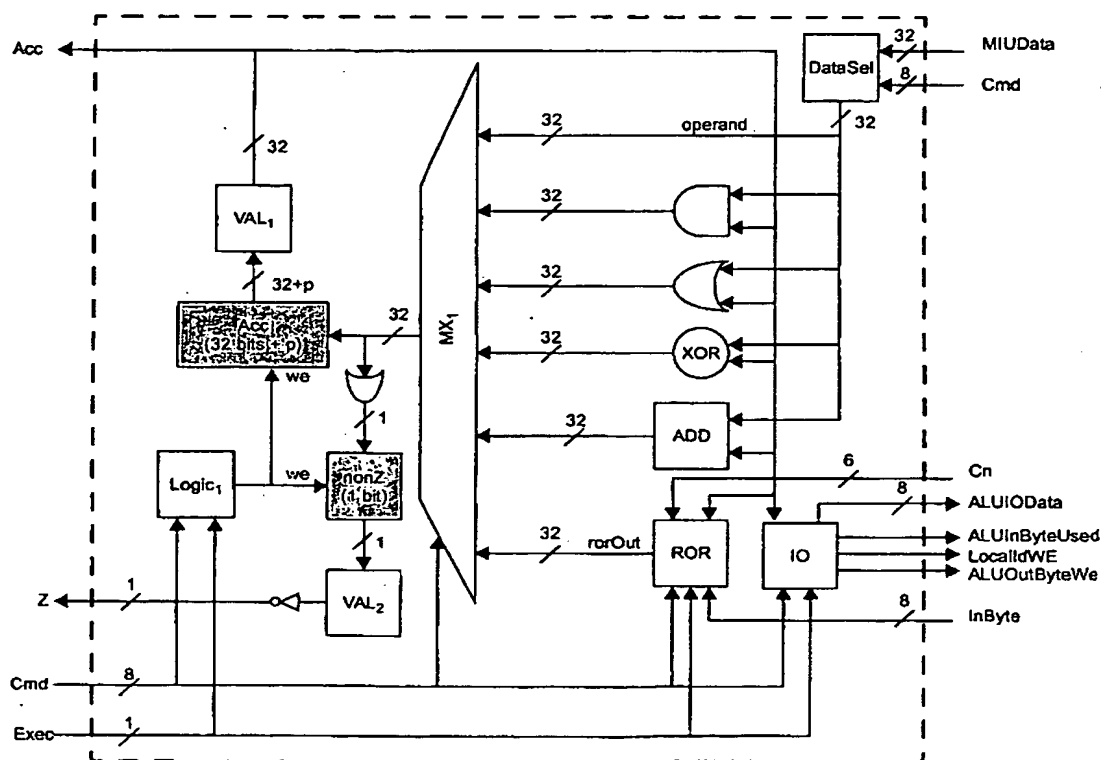 Acc
32
MIUData
DataSel
8
Cmd
32
32
operand
32
32
VAL₁
32+p
32
Acc
(32 bits + p)
32
MX₁
32
XOR
we
1
32
ADD
Logic₁
we
nonZ
(1 bit)
6
Cn
8
ALUIOData
1
32
rorOut
ROR
IO
ALUInByteUsed
LocalIdWE
ALUOutByteWe
Z
1
VAL₂
8
InByte
Cmd
8
Exec
1